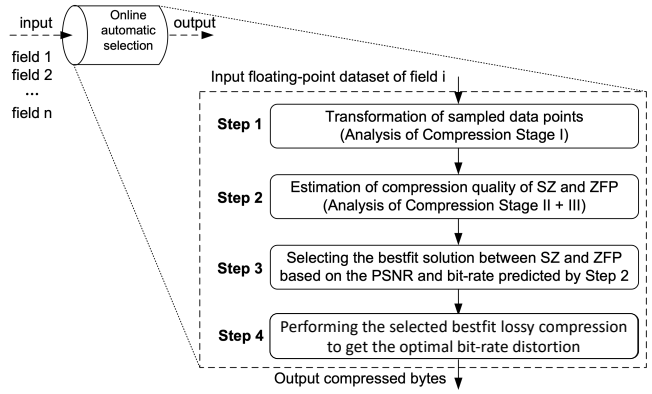 input
Online
automatic
selection
output
field 1
field 2
...
field n
Input floating-point dataset of field i
Step 1
Transformation of sampled data points
(Analysis of Compression Stage I)
Step 2
Estimation of compression quality of SZ and ZFP
(Analysis of Compression Stage II + III)
Step 3
Selecting the bestfit solution between SZ and ZFP
based on the PSNR and bit-rate predicted by Step 2
Step 4
Performing the selected bestfit lossy compression
to get the optimal bit-rate distortion
Output compressed bytes